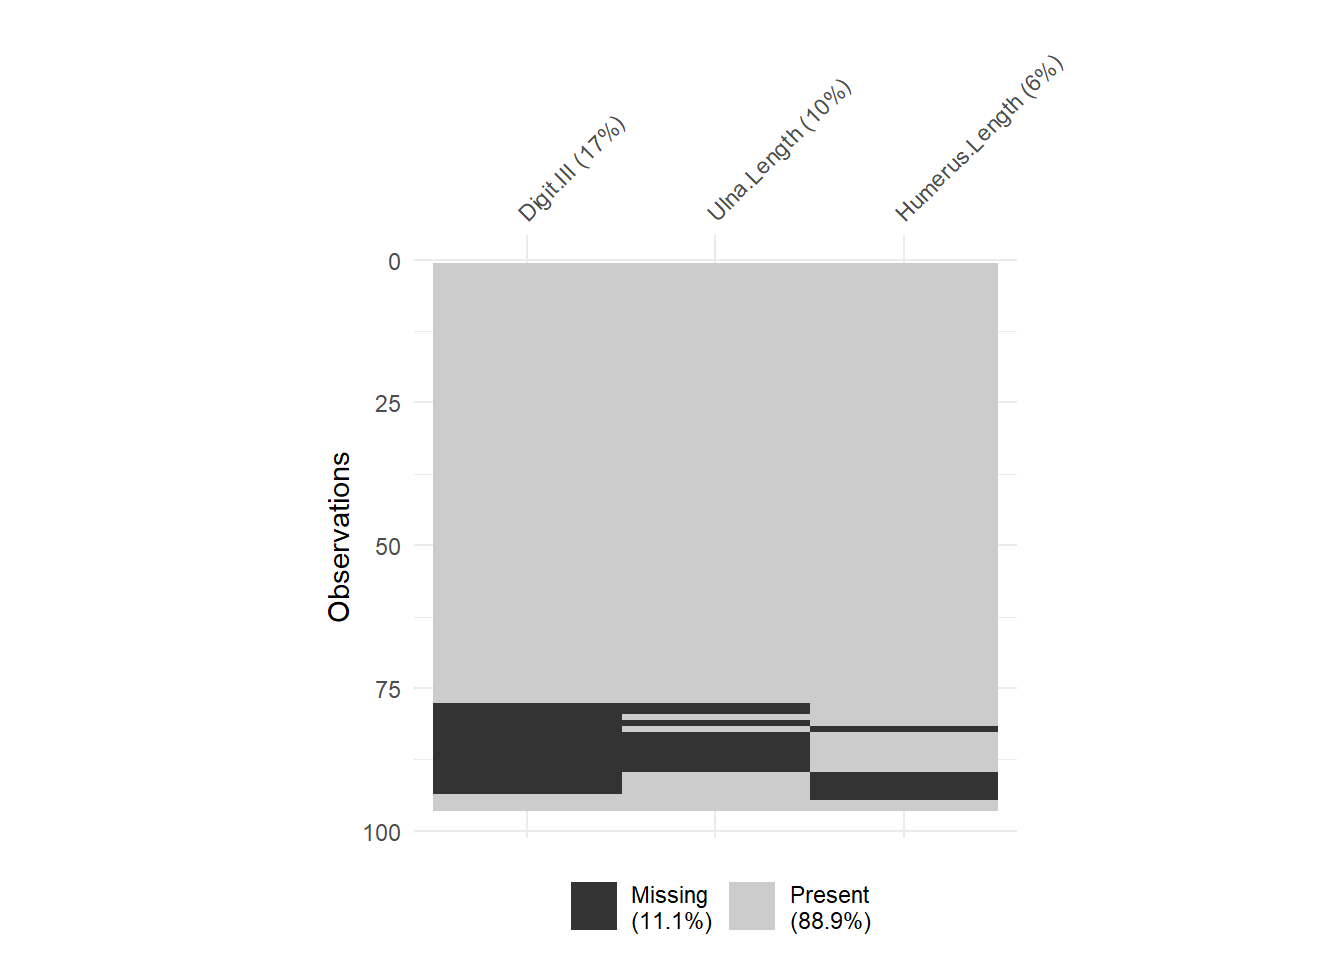 Digit.III (17%)
Ulna.Length (10%)
Humerus.Length (6%)
0
25
50
75
100
Observations
Missing
(11.1%)
Present
(88.9%)